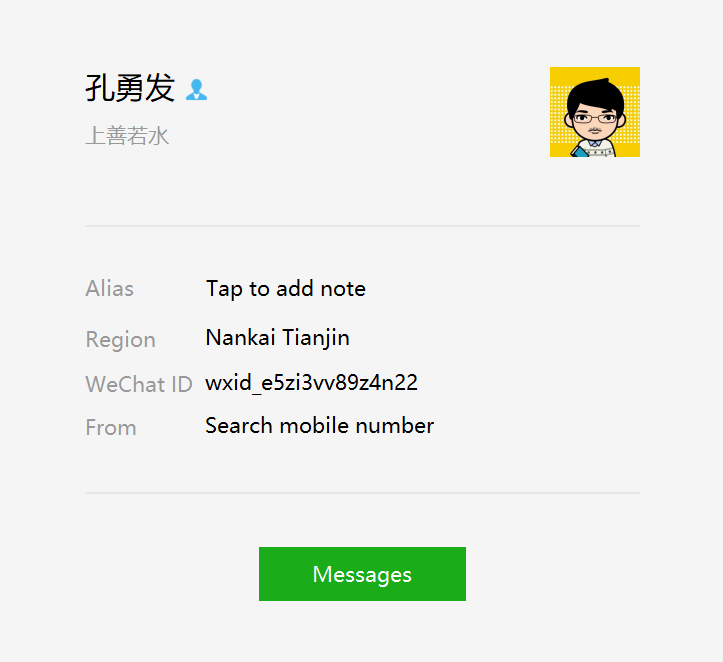 孔勇发
上善若水
Alias Tap to add note
Region Nankai Tianjin
WeChat ID wxid_e5zi3vv89z4n22
From Search mobile number
Messages